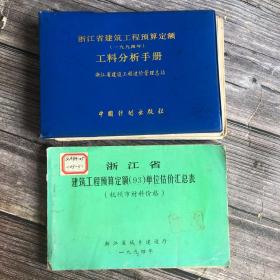 浙江省建筑工程预算定额
（一九九四年）
工料分析手册
浙江省建设工程造价管理总站
中国计划出版社
浙江省
建筑工程预算定额（93）单位估价汇总表
（杭州市材料价格）
浙江省城乡建设厅
一九九四年